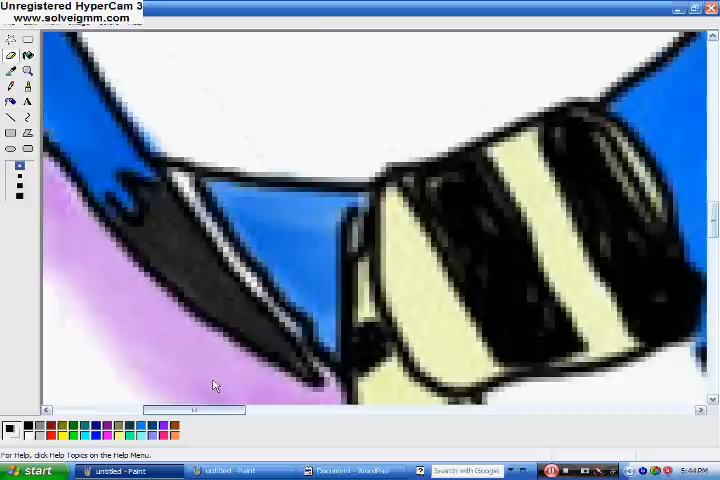 Unregistered HyperCam 3
www.solveigmm.com
For Help, click Help Topics on the Help Menu.
start
untitled - Paint
untitled - Paint
Document - WordPad
Search with Google
5:44 PM